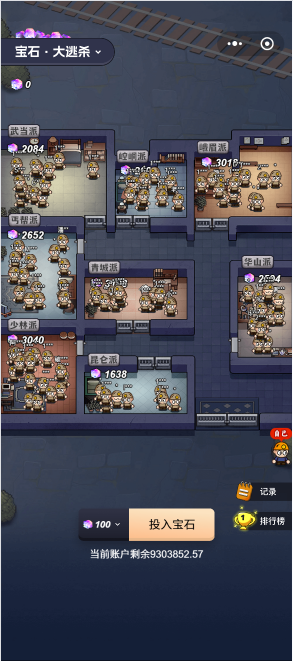 宝石·大逃杀
0
武当派
2084
崆峒派
峨眉派
3018
丐帮派
2652
青城派
华山派
2594
少林派
3040
昆仑派
1638
自己
记录
1
排行榜
100
投入宝石
当前账户剩余9303852.57